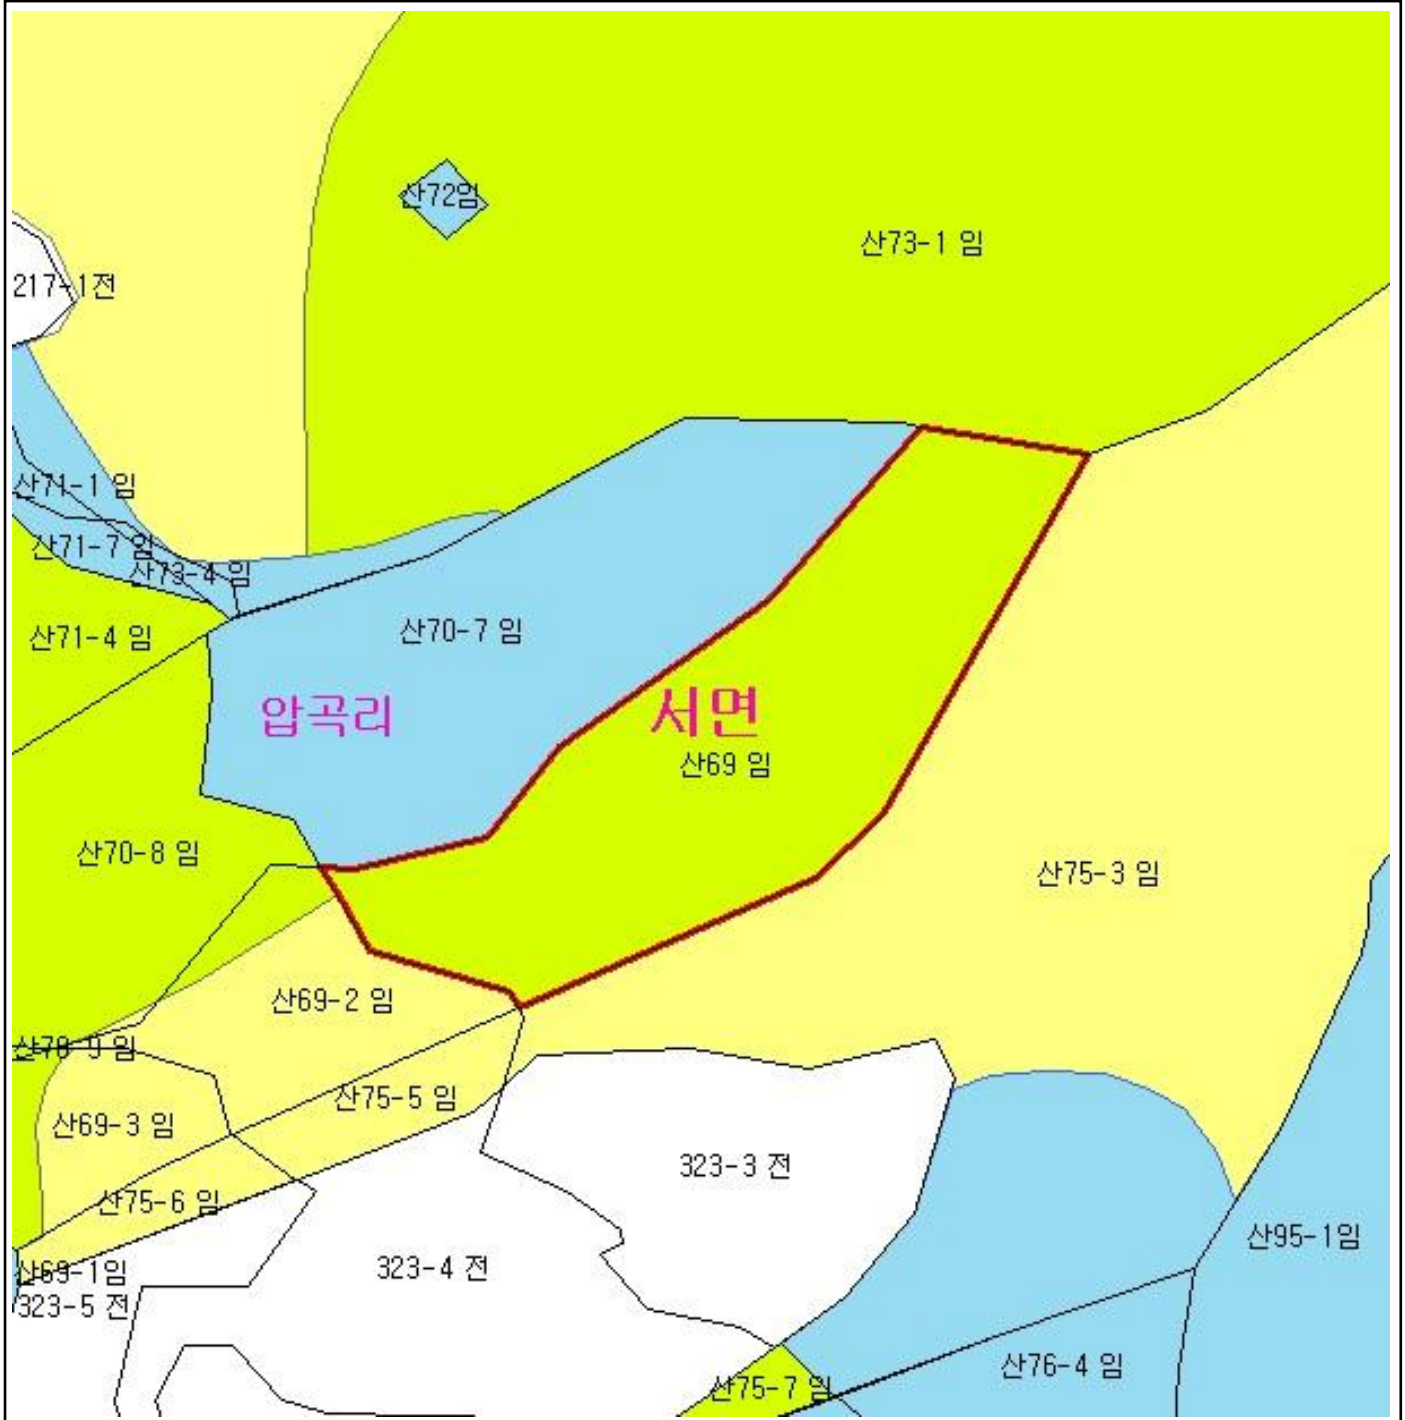 산72임
산73-1 임
217-1전
산71-1 임
산71-7 임
산73-4 임
산71-4 임
산70-7 임
압곡리
서면
산69 임
산70-8 임
산75-3 임
산69-2 임
산75-5 임
산69-3 임
323-3 전
산75-6 임
산95-1임
산69-1임
323-4 전
323-5 전
산76-4 임
산75-7 임